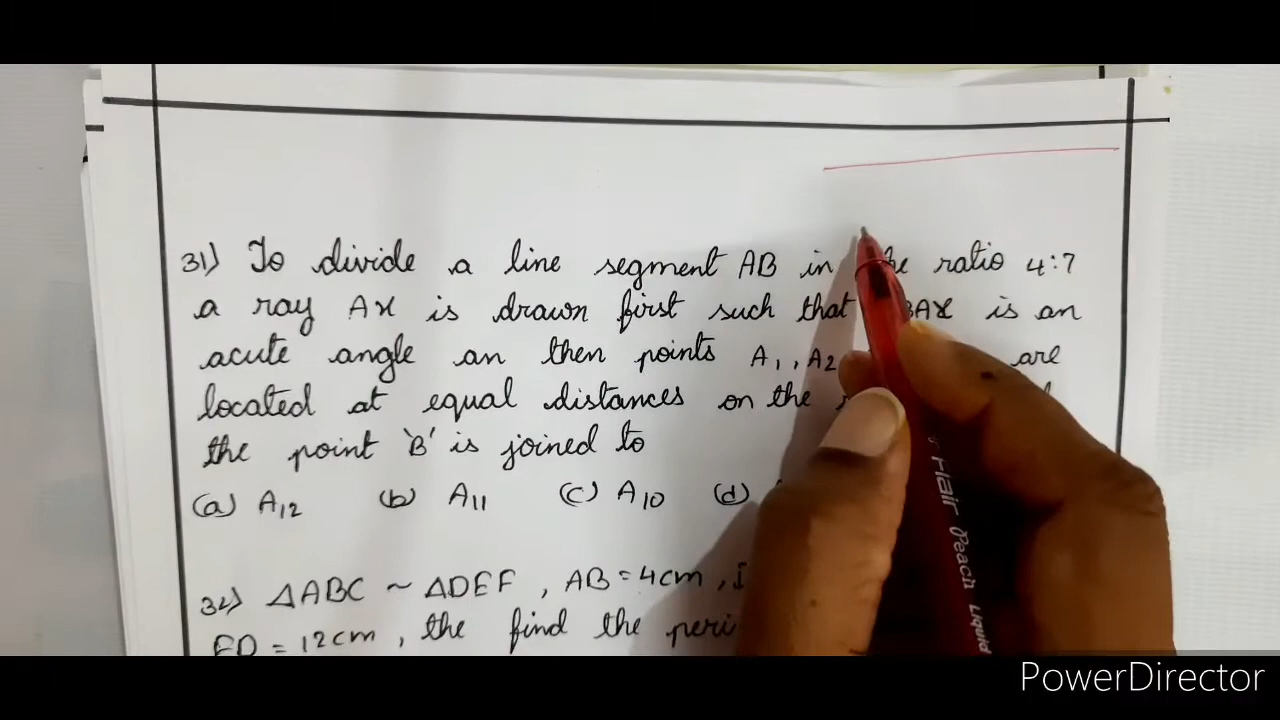 31) To divide a line segment AB in ratio 4:7
a ray Ax is drawn first such that BAX is an
acute angle an then points A1, A2 are
located at equal distances on the
the point 'B' is joined to
(a) A12 (b) A11 (c) A10 (d)
32) ΔABC ~ ΔDEF, AB = 4cm,
ED = 12cm, the find the
Hair Peach Liquid
PowerDirector